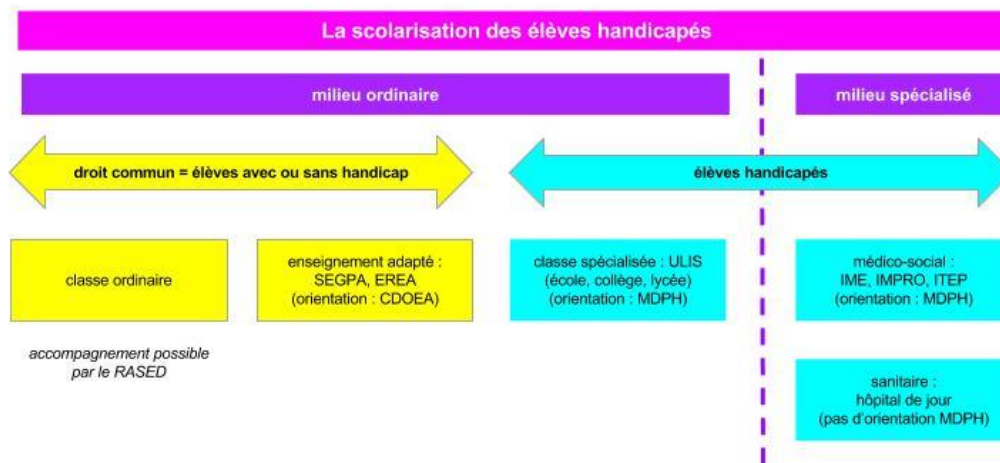 La scolarisation des élèves handicapés
milieu ordinaire
milieu spécialisé
droit commun = élèves avec ou sans handicap
élèves handicapés
classe ordinaire
enseignement adapté :
SEGPA, EREA
(orientation : CDOEA)
classe spécialisée : ULIS
(école, collège, lycée)
(orientation : MDPH)
médico-social :
IME, IMPRO, ITEP
(orientation : MDPH)
accompagnement possible
par le RASED
sanitaire :
hôpital de jour
(pas d'orientation MDPH)